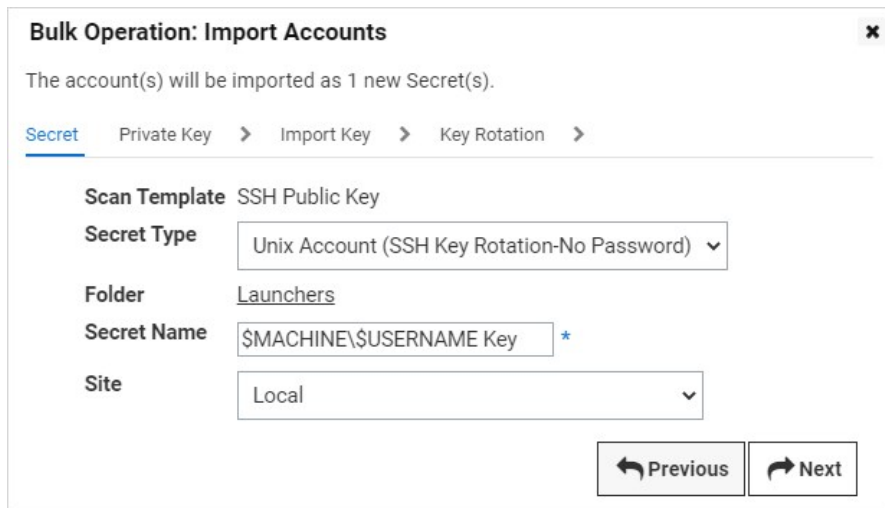 Bulk Operation: Import Accounts
The account(s) will be imported as 1 new Secret(s).
Secret Private Key Import Key Key Rotation
Scan Template SSH Public Key
Secret Type Unix Account (SSH Key Rotation-No Password)
Folder Launchers
Secret Name $MACHINE\$USERNAME Key *
Site Local
Previous Next